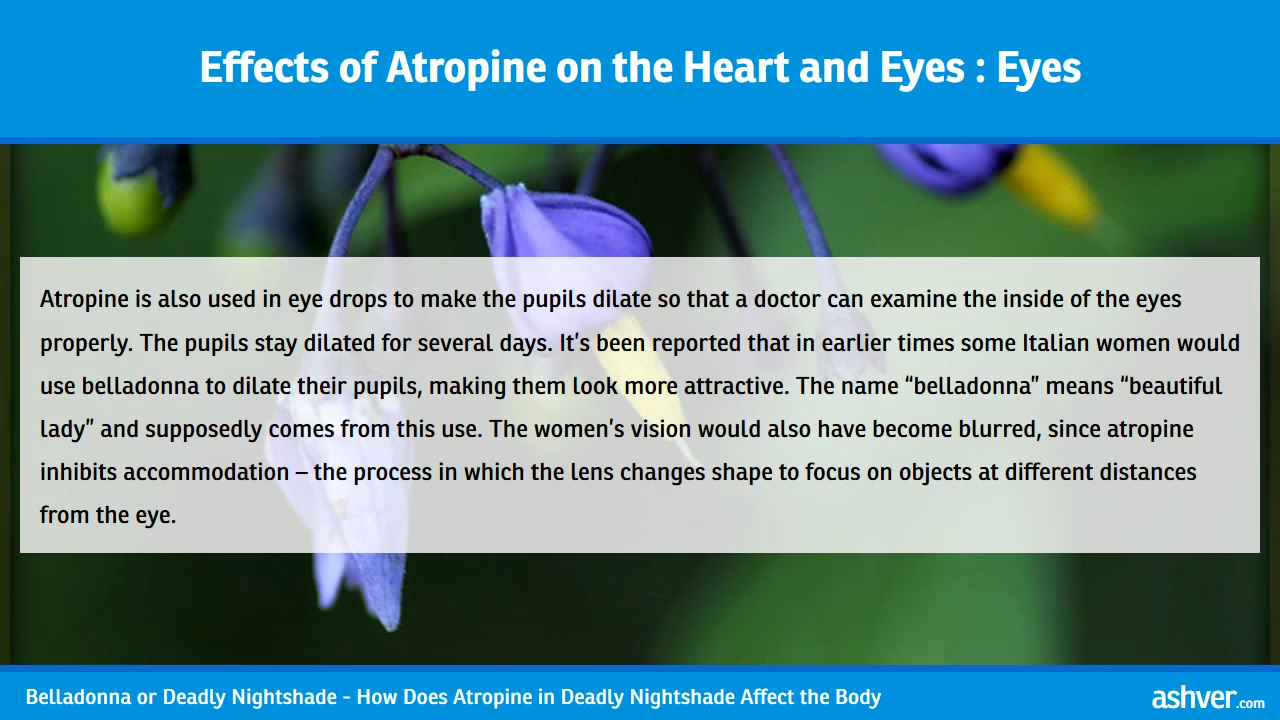 Effects of Atropine on the Heart and Eyes : Eyes
Atropine is also used in eye drops to make the pupils dilate so that a doctor can examine the inside of the eyes
properly. The pupils stay dilated for several days. It’s been reported that in earlier times some Italian women would
use belladonna to dilate their pupils, making them look more attractive. The name “belladonna” means “beautiful
lady” and supposedly comes from this use. The women’s vision would also have become blurred, since atropine
inhibits accommodation – the process in which the lens changes shape to focus on objects at different distances
from the eye.
Belladonna or Deadly Nightshade - How Does Atropine in Deadly Nightshade Affect the Body
ashver.com